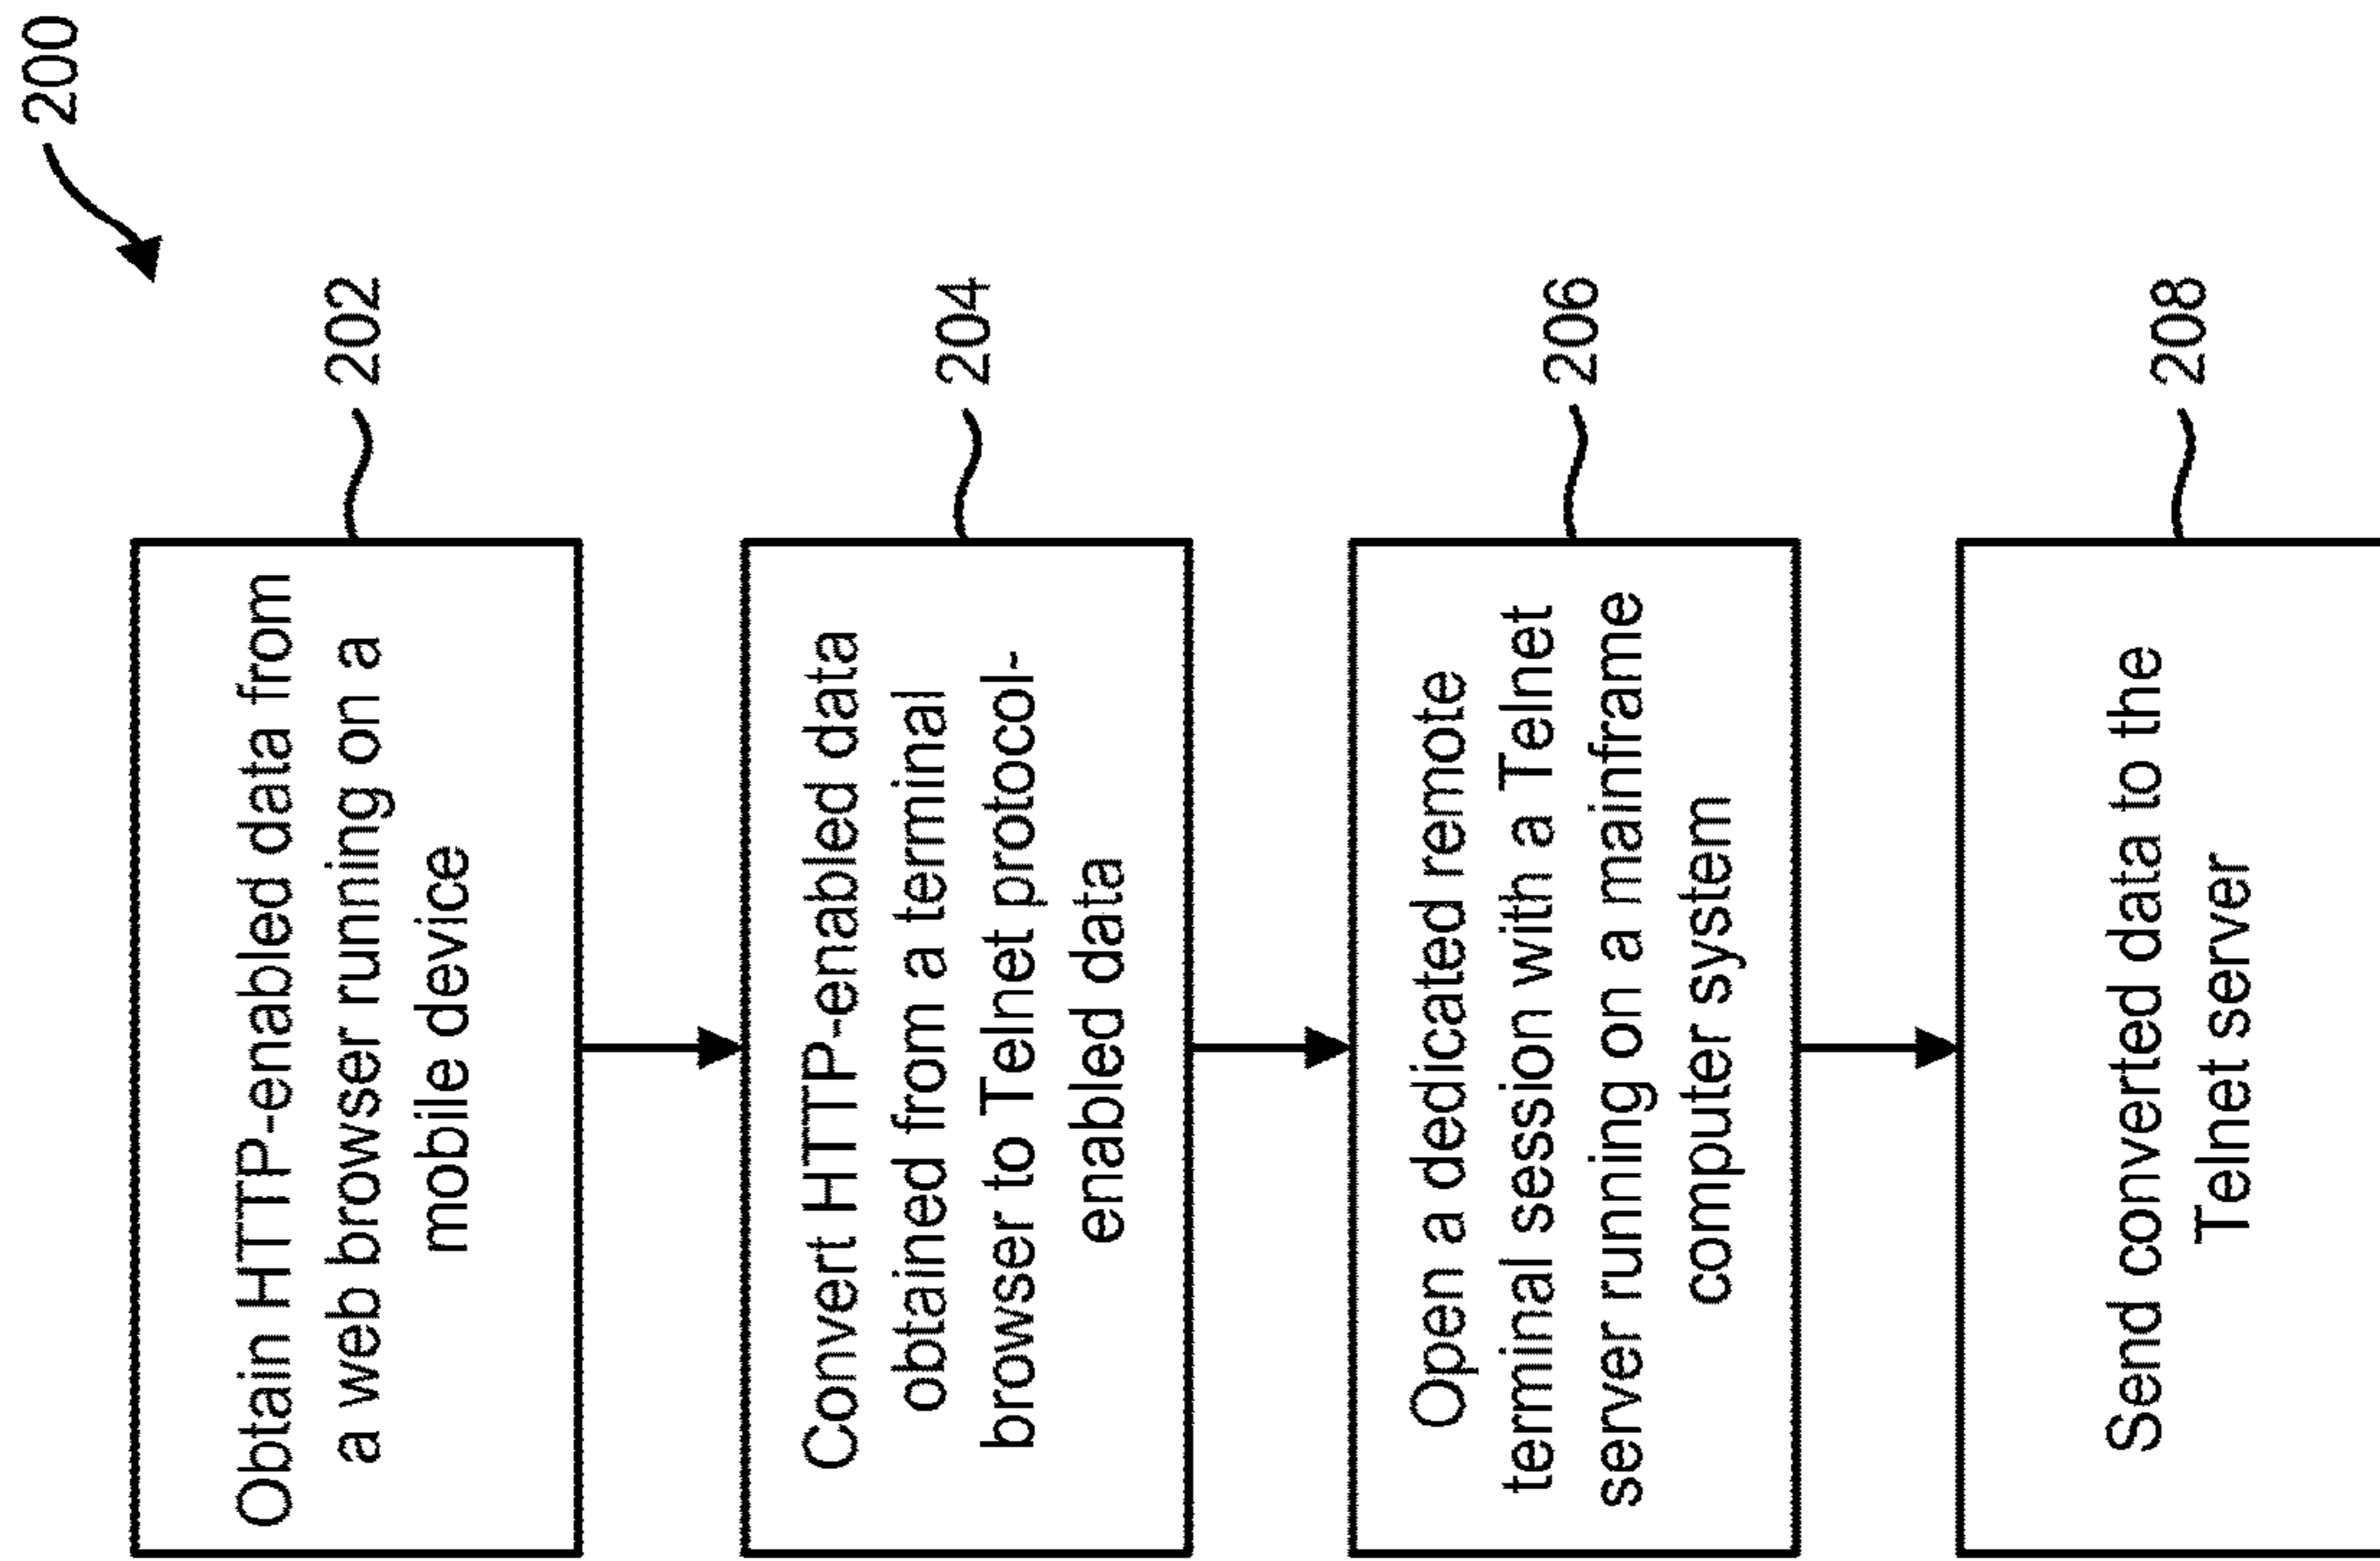 200
Obtain HTTP-enabled data from
a web browser running on a
mobile device
202
Convert HTTP-enabled data
obtained from a terminal
browser to Telnet protocol-
enabled data
204
Open a dedicated remote
terminal session with a Telnet
server running on a mainframe
computer system
206
Send converted data to the
Telnet server
208